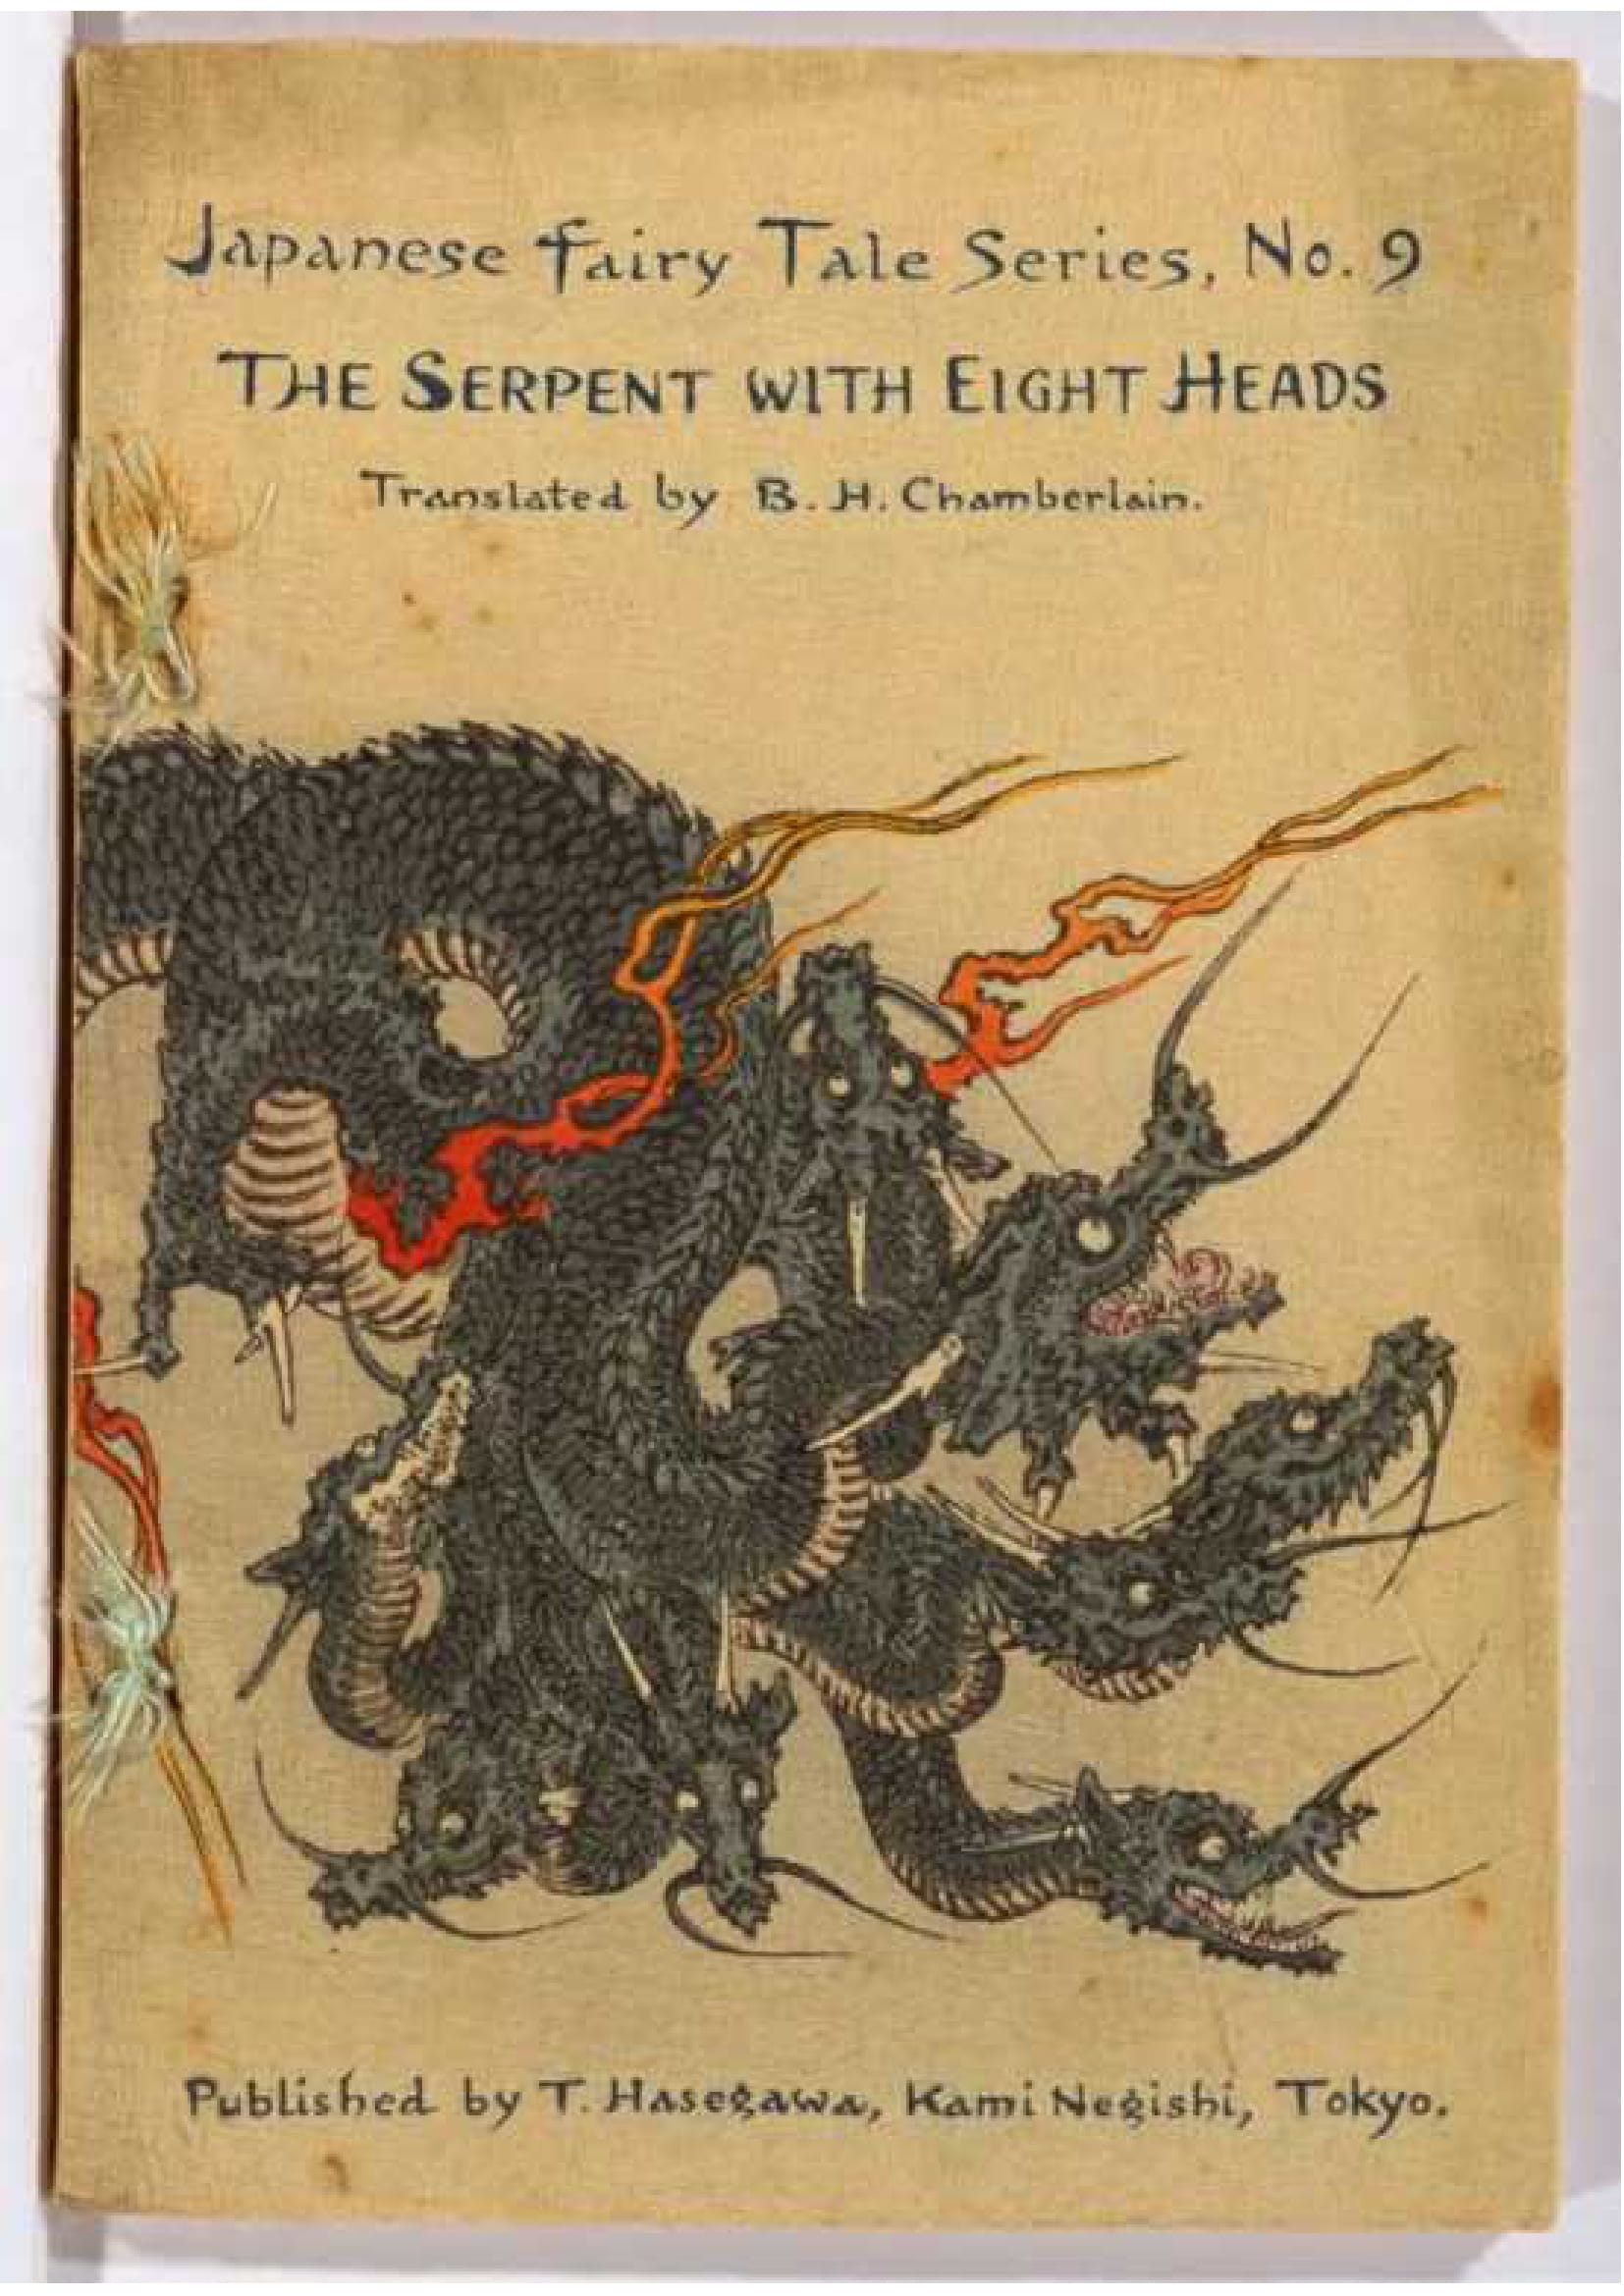 Japanese Fairy Tale Series, No. 9
THE SERPENT WITH EIGHT HEADS
Translated by B. H. Chamberlain.
Published by T. Hasegawa, Kami Negishi, Tokyo.